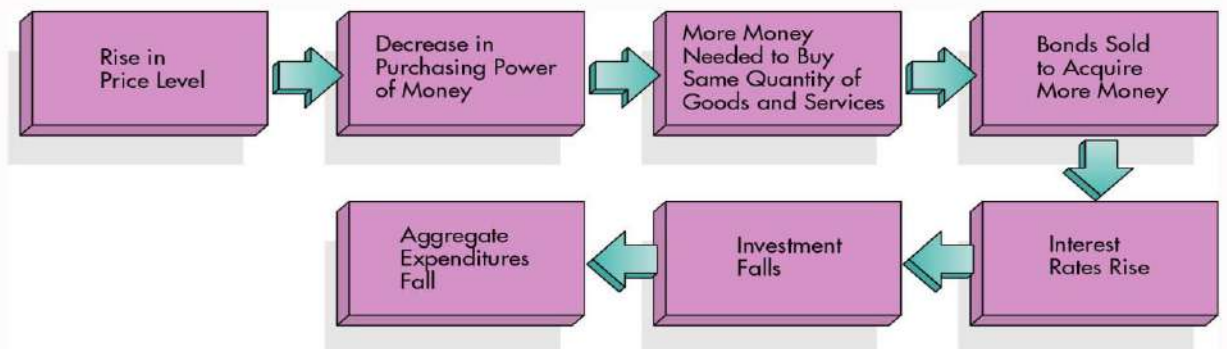 Rise in
Price Level
Decrease in
Purchasing Power
of Money
More Money
Needed to Buy
Same Quantity of
Goods and Services
Bonds Sold
to Acquire
More Money
Interest
Rates Rise
Investment
Falls
Aggregate
Expenditures
Fall